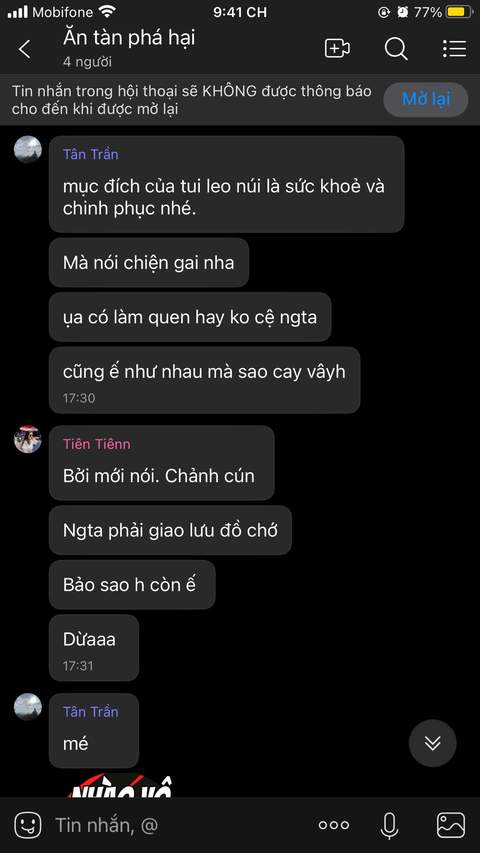 Mobifone
9:41 CH
77%
Ăn tàn phá hại
4 người
Tin nhắn trong hội thoại sẽ KHÔNG được thông báo
cho đến khi được mở lại
Mở lại
Tân Trần
mục đích của tui leo núi là sức khoẻ và
chinh phục nhé.
Mà nói chiện gai nha
ụa có làm quen hay ko cệ ngta
cũng ế như nhau mà sao cay vâyh
17:30
Tiên Tiênn
Bởi mới nói. Chảnh cún
Ngta phải giao lưu đồ chớ
Bảo sao h còn ế
Dừaaa
17:31
Tân Trần
mé
NHÀO VÔ
Tin nhắn, @